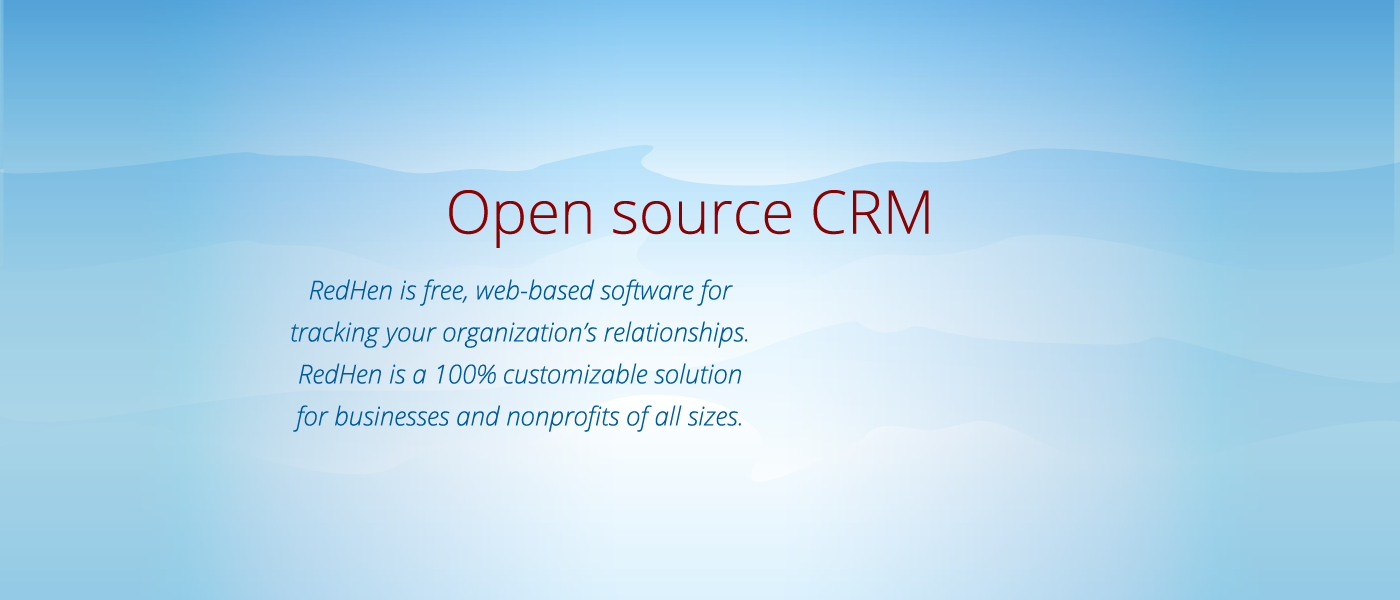 Open source CRM
RedHen is free, web-based software for
tracking your organization’s relationships.
RedHen is a 100% customizable solution
for businesses and nonprofits of all sizes.